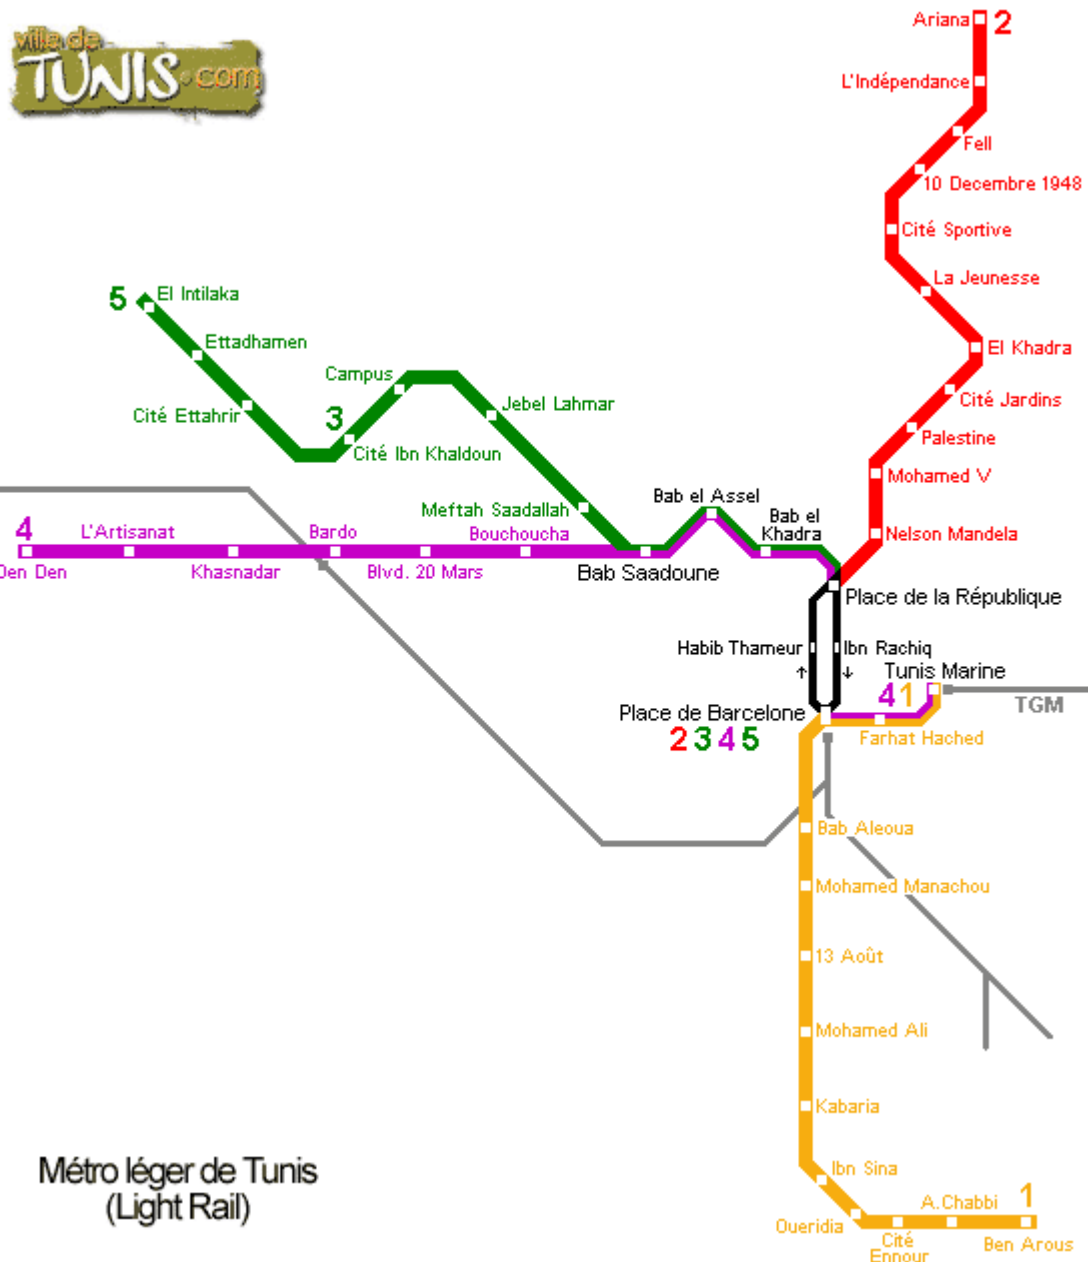 ville de
TUNIS.com
Ariana 2
L'Indépendance
Fell
10 Decembre 1948
Cité Sportive
La Jeunesse
El Khadra
Cité Jardins
Palestine
Mohamed V
Nelson Mandela
5 El Intilaka
Ettadhamen
Cité Ettahrir
3
Campus
Cité Ibn Khaldoun
Jebel Lahmar
Meftah Saadallah
Bab el Assel
Bab el
Khadra
4
L'Artisanat
Bardo
Bouchoucha
Den Den
Khasnadar
Blvd. 20 Mars
Bab Saadoune
Place de la République
Habib Thameur
Ibn Rachiq
↑ ↓
Tunis Marine
4 1
TGM
Place de Barcelone
2 3 4 5
Farhat Hached
Bab Aleoua
Mohamed Manachou
13 Août
Mohamed Ali
Kabaria
Ibn Sina
Oueridia
Cité
Ennour
A.Chabbi
1
Ben Arous
Métro léger de Tunis
(Light Rail)